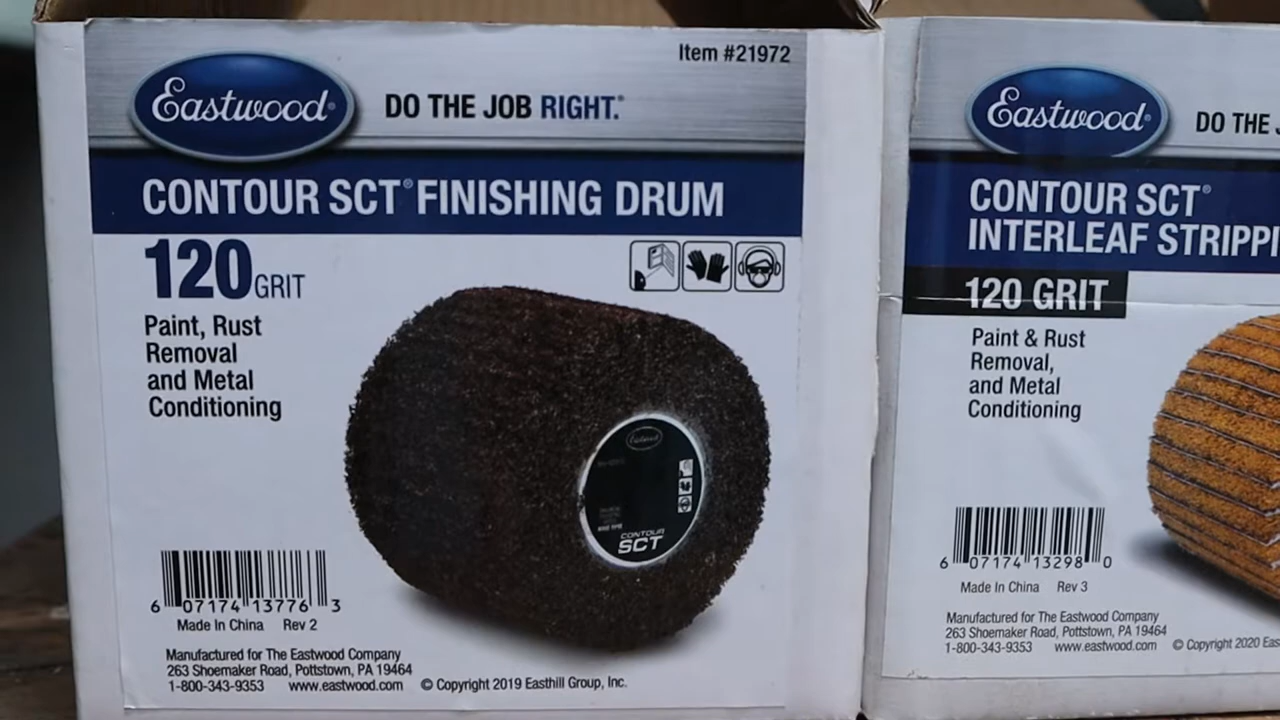 Item #21972
Eastwood®
DO THE JOB RIGHT.®
CONTOUR SCT® FINISHING DRUM
120 GRIT
Paint, Rust
Removal
and Metal
Conditioning
Eastwood
CONTOUR
SCT
6 07174 13776 3
Made In China Rev 2
Manufactured for The Eastwood Company
263 Shoemaker Road, Pottstown, PA 19464
1-800-343-9353 www.eastwood.com © Copyright 2019 Easthill Group, Inc.
Eastwood®
DO THE
CONTOUR SCT®
INTERLEAF STRIPPI
120 GRIT
Paint & Rust
Removal,
and Metal
Conditioning
6 07174 13298 0
Made In China Rev 3
Manufactured for The Eastwood Company
263 Shoemaker Road, Pottstown, PA 19464
1-800-343-9353 www.eastwood.com © Copyright 2020 Eas